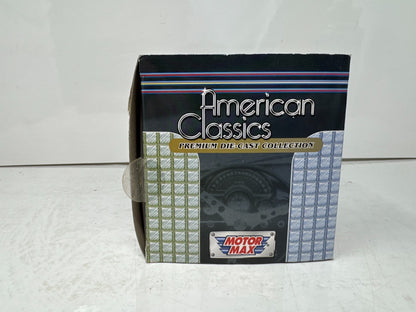 American
Classics
PREMIUM DIE-CAST COLLECTION
MOTOR
MAX